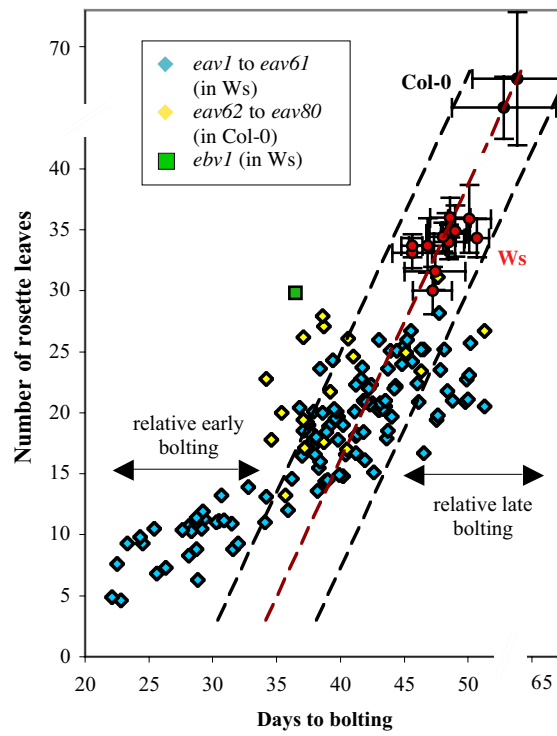 70
40
35
30
25
20
15
10
5
0
Number of rosette leaves
eav1 to eav61
(in Ws)
eav62 to eav80
(in Col-0)
ebv1 (in Ws)
Col-0
Ws
relative early
bolting
relative late
bolting
20 25 30 35 40 45 50 65
Days to bolting